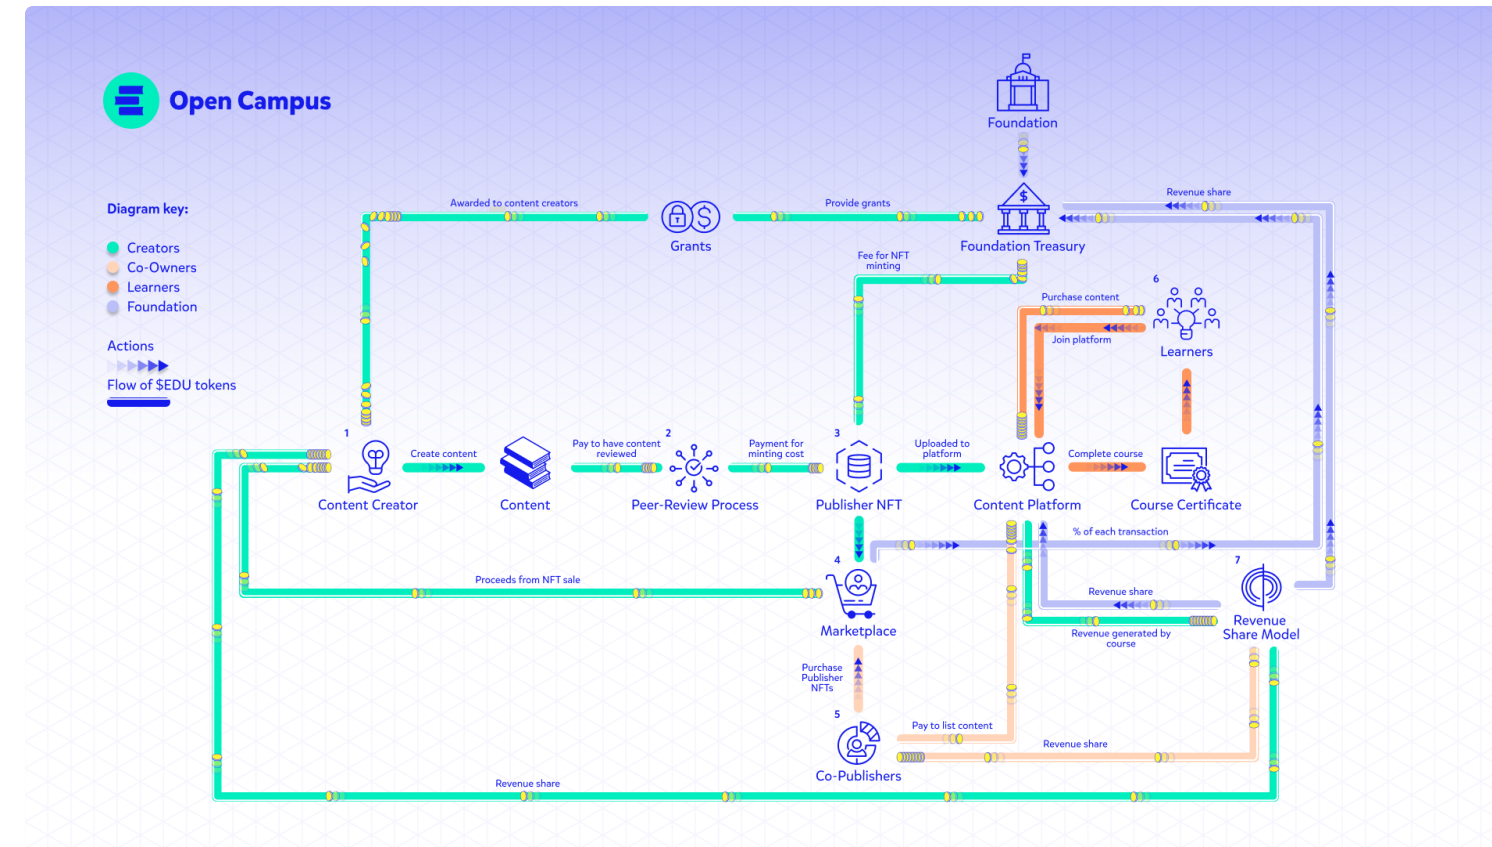 Open Campus
Foundation
Diagram key:
Creators
Co-Owners
Learners
Foundation
Actions
Flow of $EDU tokens
Awarded to content creators
Grants
Provide grants
$
$
Foundation Treasury
Revenue share
Fee for NFT
minting
6
Purchase content
Join platform
Learners
1
Content Creator
Create content
Content
Pay to have content
reviewed
2
Peer-Review Process
Payment for
minting cost
3
Publisher NFT
Uploaded to
platform
Content Platform
Complete course
Course Certificate
% of each transaction
4
Marketplace
Proceeds from NFT sale
7
Revenue
Share Model
Revenue share
Revenue generated by
course
Purchase
Publisher
NFTs
5
Co-Publishers
Pay to list content
Revenue share
Revenue share